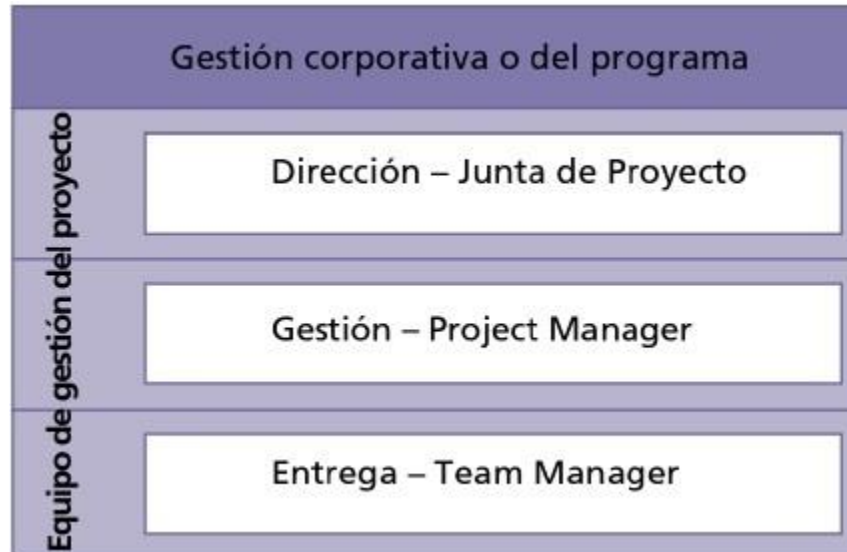 Gestión corporativa o del programa
Equipo de gestión del proyecto
Dirección – Junta de Proyecto
Gestión – Project Manager
Entrega – Team Manager